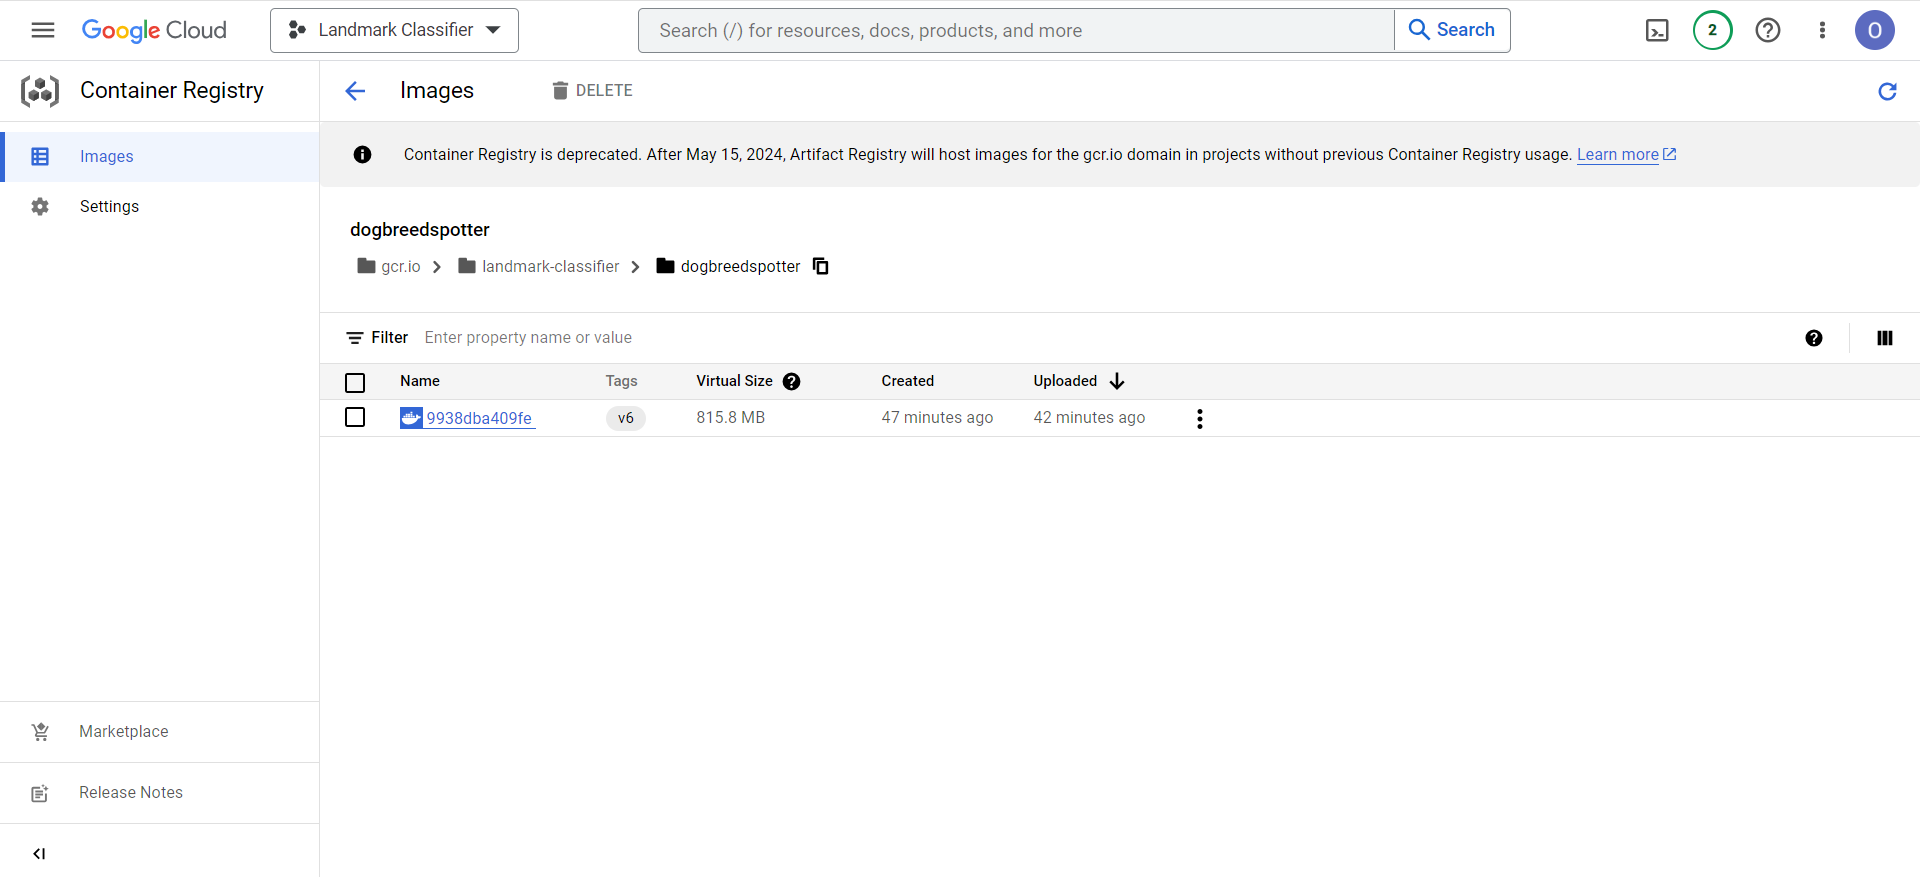 Google Cloud
Landmark Classifier
Search (/) for resources, docs, products, and more
Search
2
O
Container Registry
Images
DELETE
Images
Settings
Container Registry is deprecated. After May 15, 2024, Artifact Registry will host images for the gcr.io domain in projects without previous Container Registry usage. Learn more
dogbreedspotter
gcr.io
landmark-classifier
dogbreedspotter
Filter
Enter property name or value
Name Tags Virtual Size Created Uploaded
9938dba409fe v6 815.8 MB 47 minutes ago 42 minutes ago
Marketplace
Release Notes